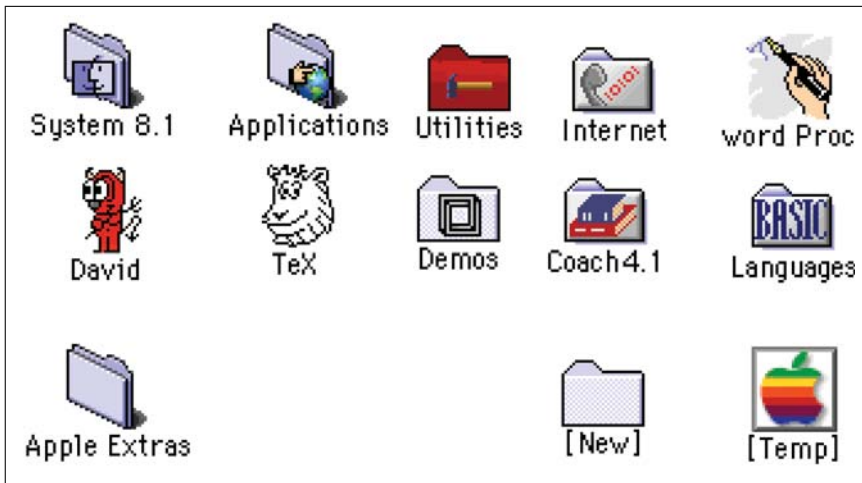 System 8.1 Applications Utilities Internet word Proc
David TeX Demos Coach4.1 BASIC Languages
Apple Extras [New] [Temp]